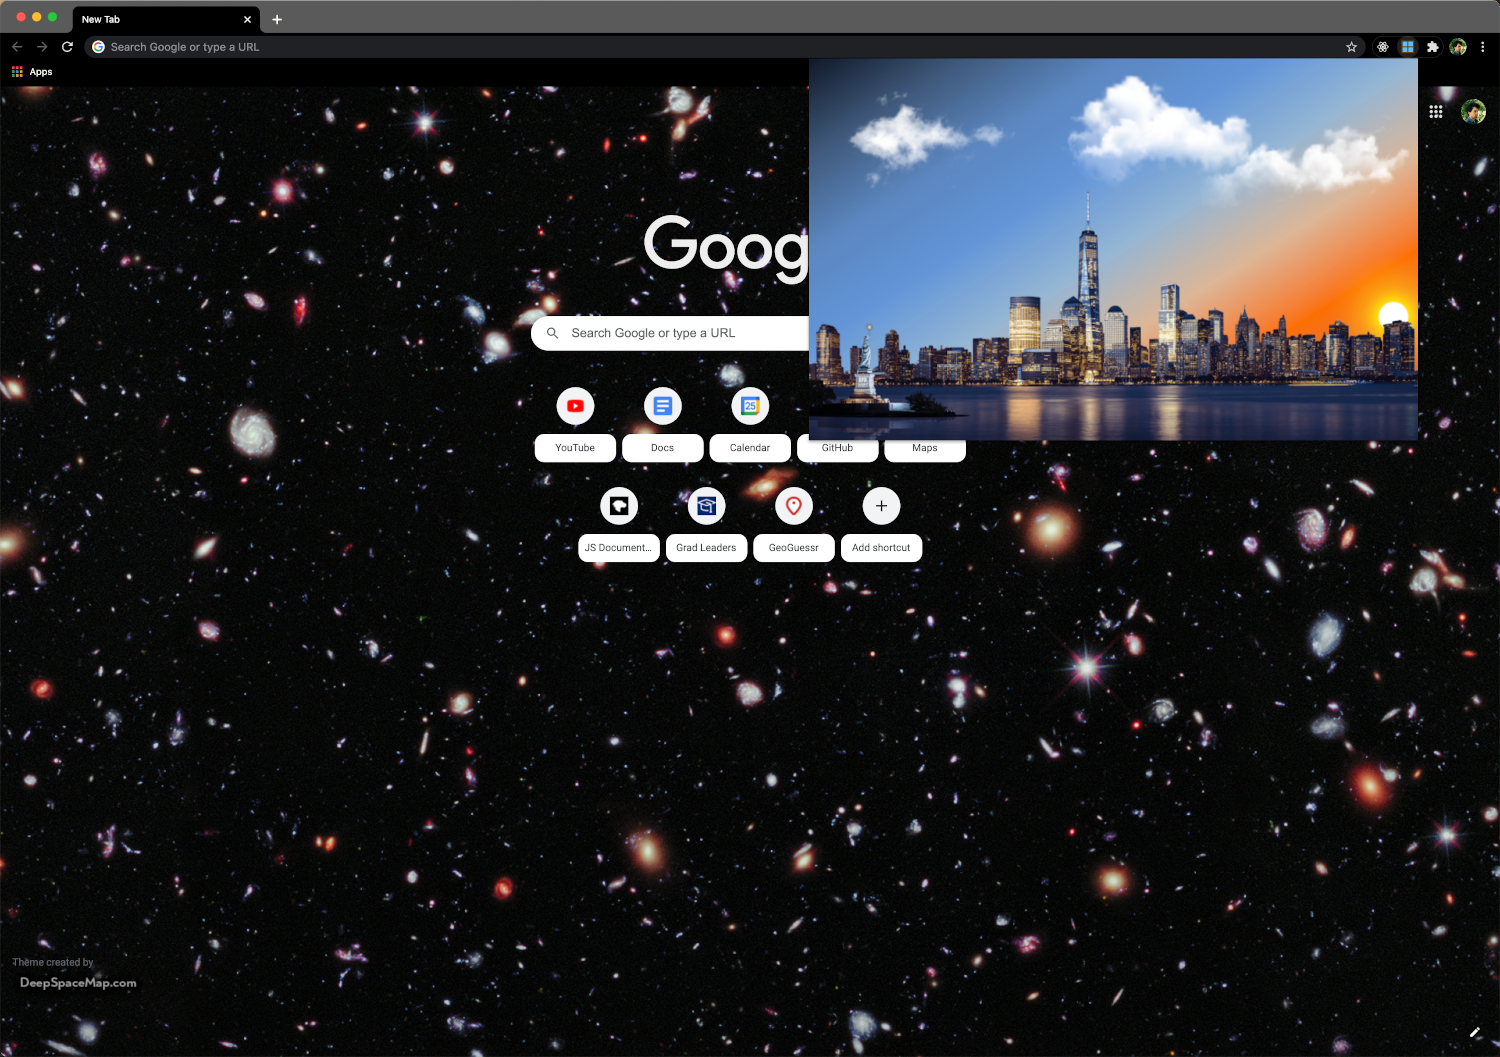 New Tab
Search Google or type a URL
Apps
Goog
Search Google or type a URL
25
YouTube
Docs
Calendar
GitHub
Maps
JS Document...
Grad Leaders
GeoGuessr
Add shortcut
Theme created by
DeepSpaceMap.com